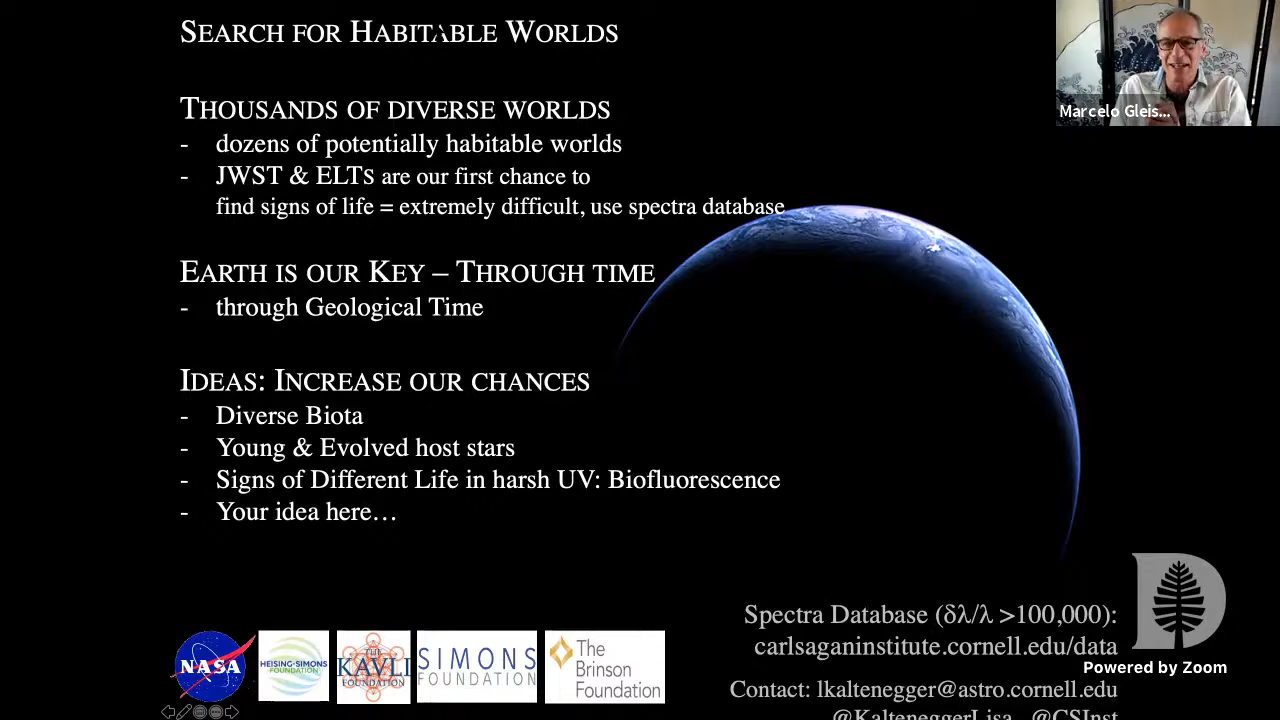 SEARCH FOR HABITABLE WORLDS
THOUSANDS OF DIVERSE WORLDS
- dozens of potentially habitable worlds
- JWST & ELTs are our first chance to
find signs of life = extremely difficult, use spectra database
EARTH IS OUR KEY – THROUGH TIME
- through Geological Time
IDEAS: INCREASE OUR CHANCES
- Diverse Biota
- Young & Evolved host stars
- Signs of Different Life in harsh UV: Biofluorescence
- Your idea here…
Marcelo Gleis...
NASA
HEISING-SIMONS
FOUNDATION
THE
KAVLI
FOUNDATION
SIMONS
FOUNDATION
The
Brinson
Foundation
Spectra Database (δλ/λ >100,000):
carlsaganinstitute.cornell.edu/data
Powered by Zoom
Contact: lkaltenegger@astro.cornell.edu
@KalteneggerLisa @CSInst
D